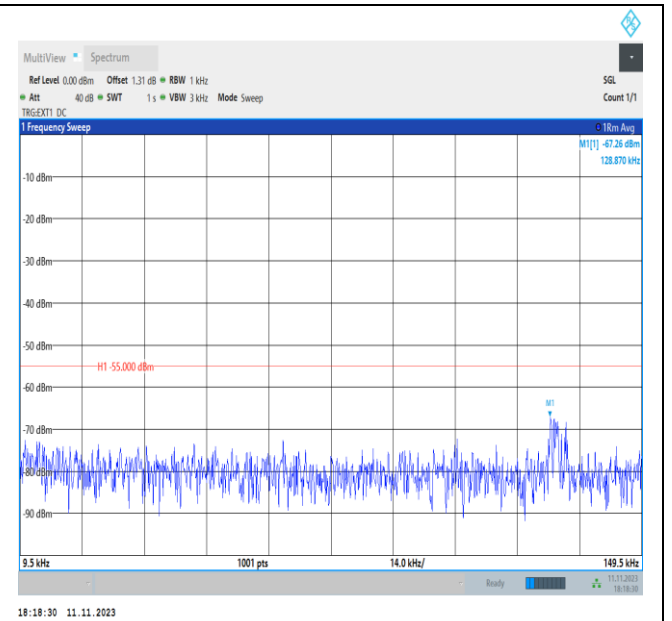 R S
MultiView Spectrum
Ref Level 0.00 dBm Offset 1.31 dB RBW 1 kHz SGL
Att 40 dB SWT 1 s VBW 3 kHz Mode Sweep Count 1/1
TRG:EXT1 DC
1 Frequency Sweep 1Rm Avg
M1[1] -67.26 dBm
128.870 kHz
-10 dBm
-20 dBm
-30 dBm
-40 dBm
-50 dBm
H1 -55.000 dBm
-60 dBm
M1
-70 dBm
-80 dBm
-90 dBm
9.5 kHz 1001 pts 14.0 kHz/ 149.5 kHz
Ready 11.11.2023
18:18:30
18:18:30 11.11.2023